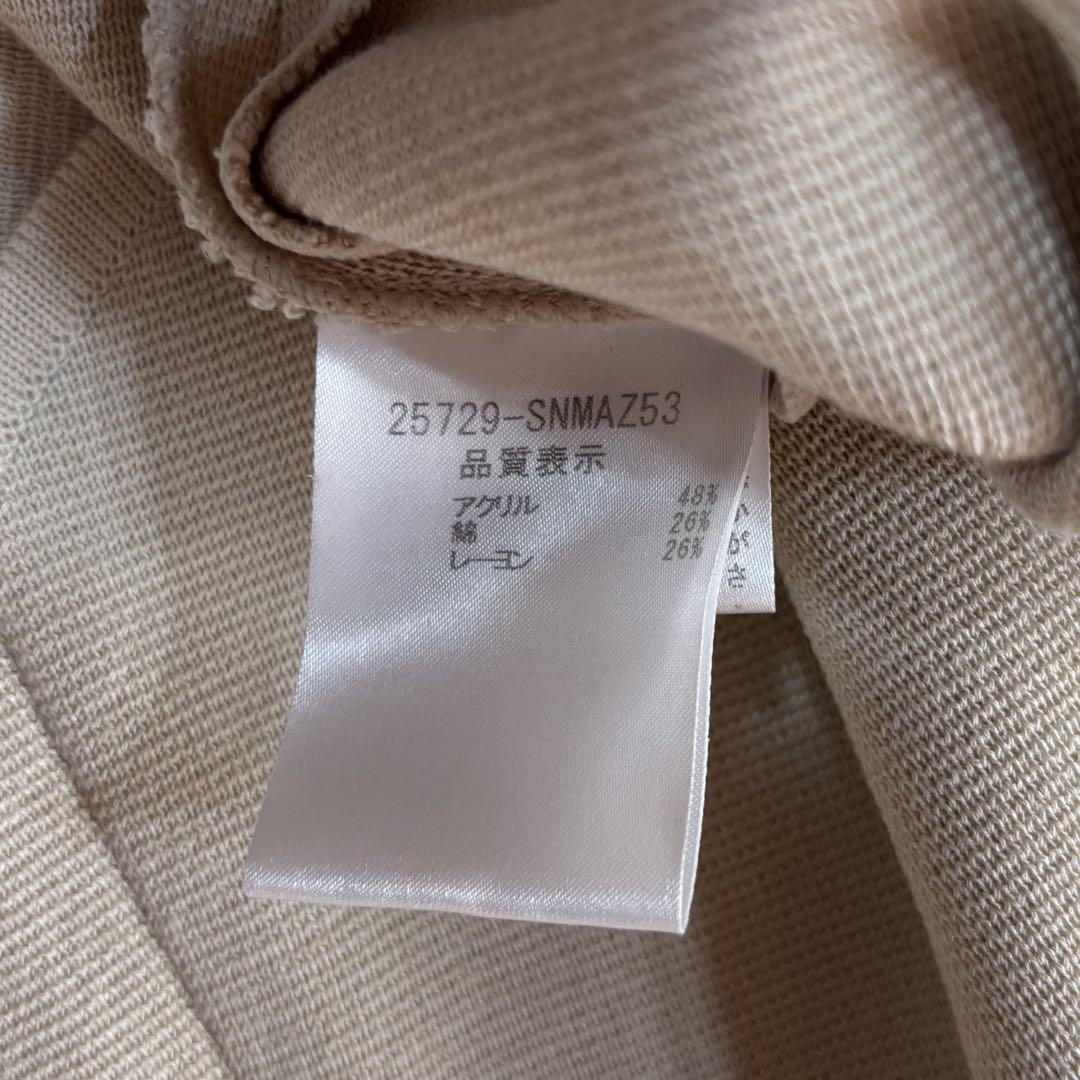 25729-SNMAZ53
品質表示
アクリル 48%
綿 26%
レーヨン 26%